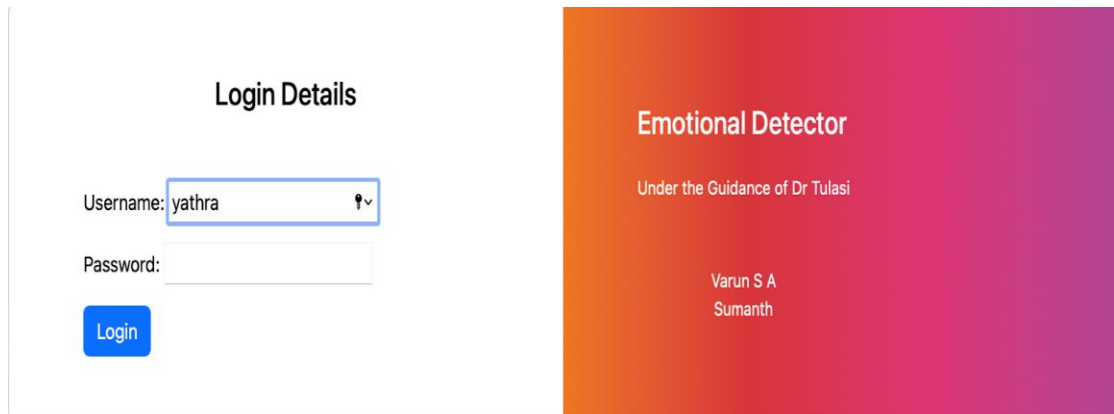 Login Details
Username: yathra
Password:
Login
Emotional Detector
Under the Guidance of Dr Tulasi
Varun S A
Sumanth